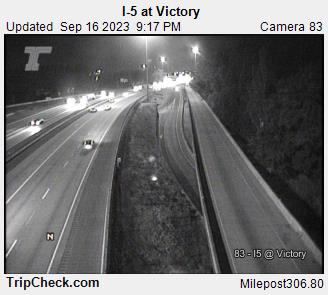 I-5 at Victory
Updated Sep 16 2023 9:17 PM Camera 83
T
N
83 - I5 @ Victory
TripCheck.com Milepost306.80